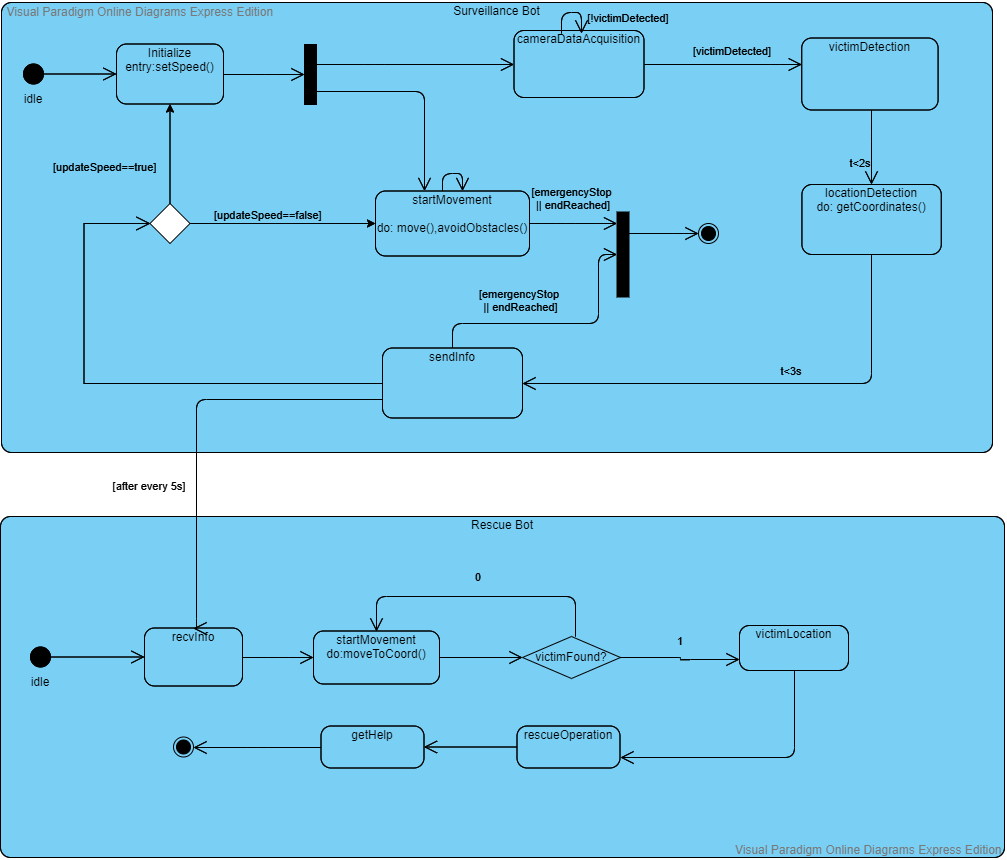 Visual Paradigm Online Diagrams Express Edition
Surveillance Bot
[!victimDetected]
Initialize
entry:setSpeed()
cameraDataAcquisition
[victimDetected]
victimDetection
idle
[updateSpeed==true]
t<2s
[updateSpeed==false]
startMovement
do: move(),avoidObstacles()
[emergencyStop
|| endReached]
locationDetection
do: getCoordinates()
[emergencyStop
|| endReached]
sendInfo
t<3s
[after every 5s]
Rescue Bot
0
recvInfo
startMovement
do:moveToCoord()
victimFound?
1
victimLocation
idle
getHelp
rescueOperation
Visual Paradigm Online Diagrams Express Edition